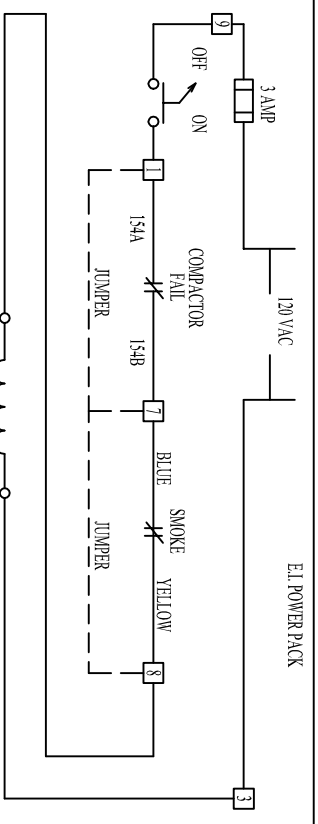 E.I. POWER PACK
120 VAC
3 AMP
9
3
OFF
ON
1
154A
COMPACTOR
FAIL
154B
7
BLUE
SMOKE
YELLOW
8
JUMPER
JUMPER